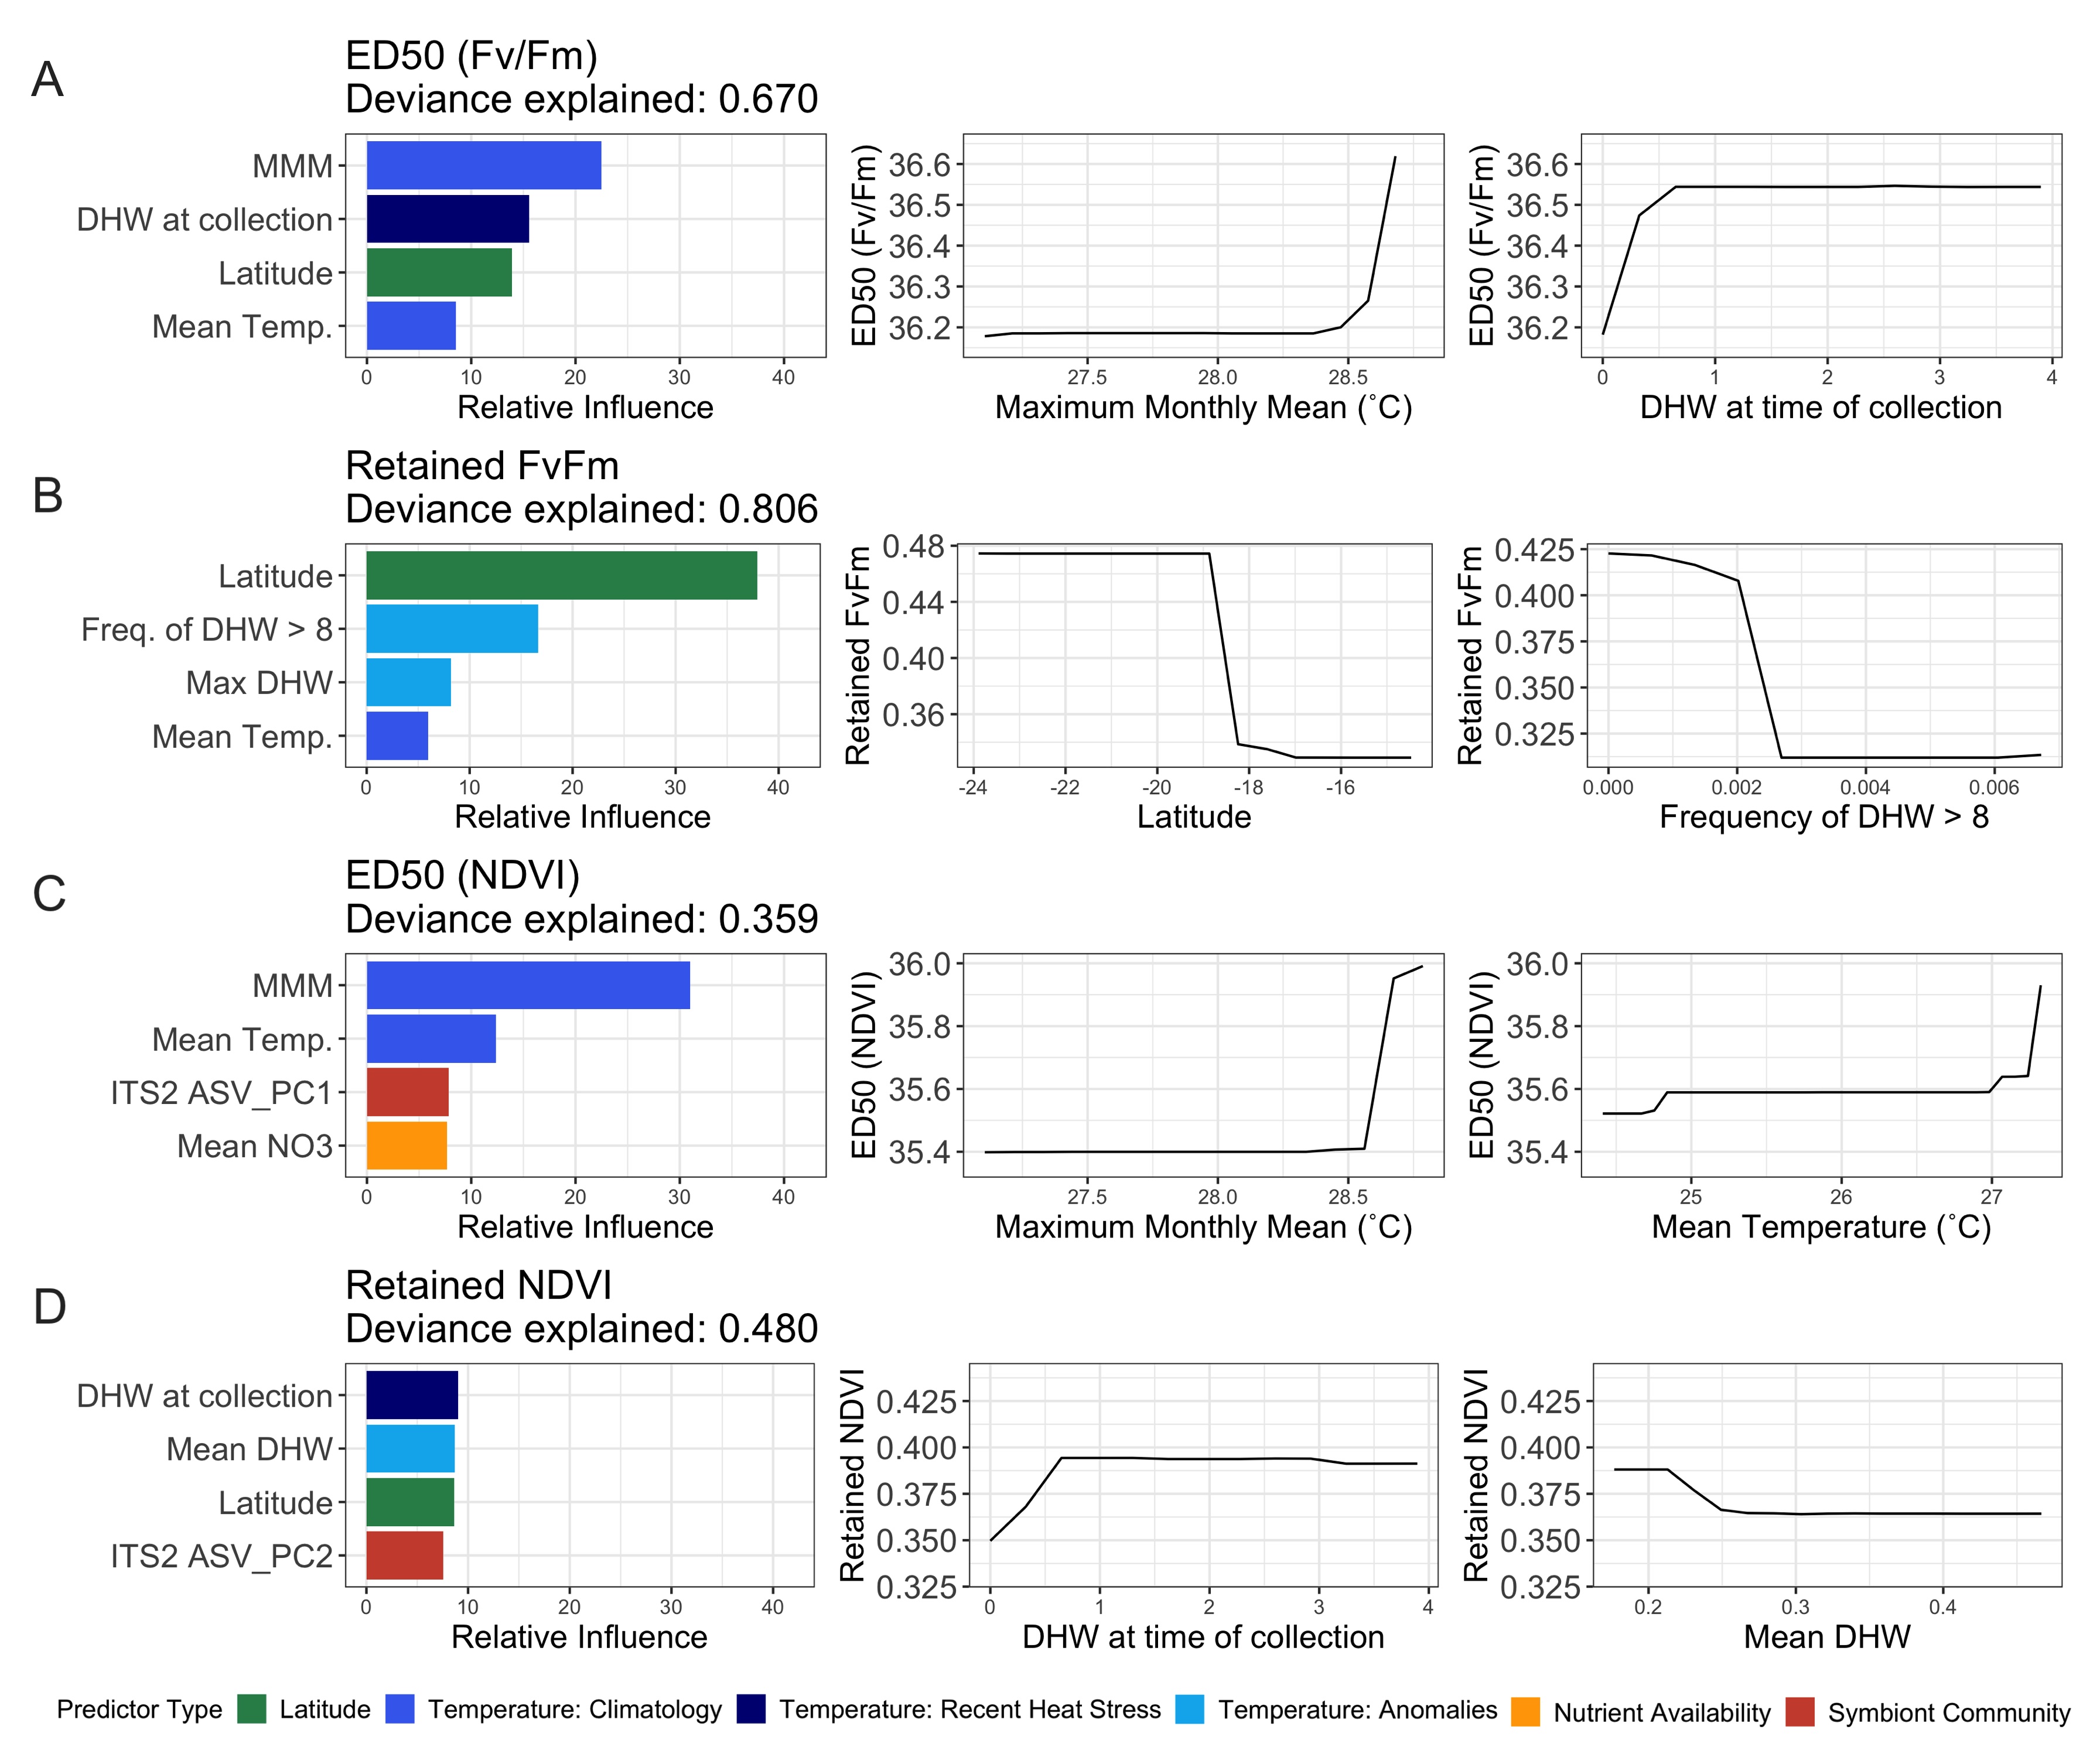 A
ED50 (Fv/Fm)
Deviance explained: 0.670
MMM
DHW at collection
Latitude
Mean Temp.
0 10 20 30 40
Relative Influence
ED50 (Fv/Fm)
36.6
36.5
36.4
36.3
36.2
27.5 28.0 28.5
Maximum Monthly Mean (˚C)
ED50 (Fv/Fm)
36.6
36.5
36.4
36.3
36.2
0 1 2 3 4
DHW at time of collection
B
Retained FvFm
Deviance explained: 0.806
Latitude
Freq. of DHW > 8
Max DHW
Mean Temp.
0 10 20 30 40
Relative Influence
Retained FvFm
0.48
0.44
0.40
0.36
-24 -22 -20 -18 -16
Latitude
Retained FvFm
0.425
0.400
0.375
0.350
0.325
0.000 0.002 0.004 0.006
Frequency of DHW > 8
C
ED50 (NDVI)
Deviance explained: 0.359
MMM
Mean Temp.
ITS2 ASV_PC1
Mean NO3
0 10 20 30 40
Relative Influence
ED50 (NDVI)
36.0
35.8
35.6
35.4
27.5 28.0 28.5
Maximum Monthly Mean (˚C)
ED50 (NDVI)
36.0
35.8
35.6
35.4
25 26 27
Mean Temperature (˚C)
D
Retained NDVI
Deviance explained: 0.480
DHW at collection
Mean DHW
Latitude
ITS2 ASV_PC2
0 10 20 30 40
Relative Influence
Retained NDVI
0.425
0.400
0.375
0.350
0.325
0 1 2 3 4
DHW at time of collection
Retained NDVI
0.425
0.400
0.375
0.350
0.325
0.2 0.3 0.4
Mean DHW
Predictor Type Latitude Temperature: Climatology Temperature: Recent Heat Stress Temperature: Anomalies Nutrient Availability Symbiont Community